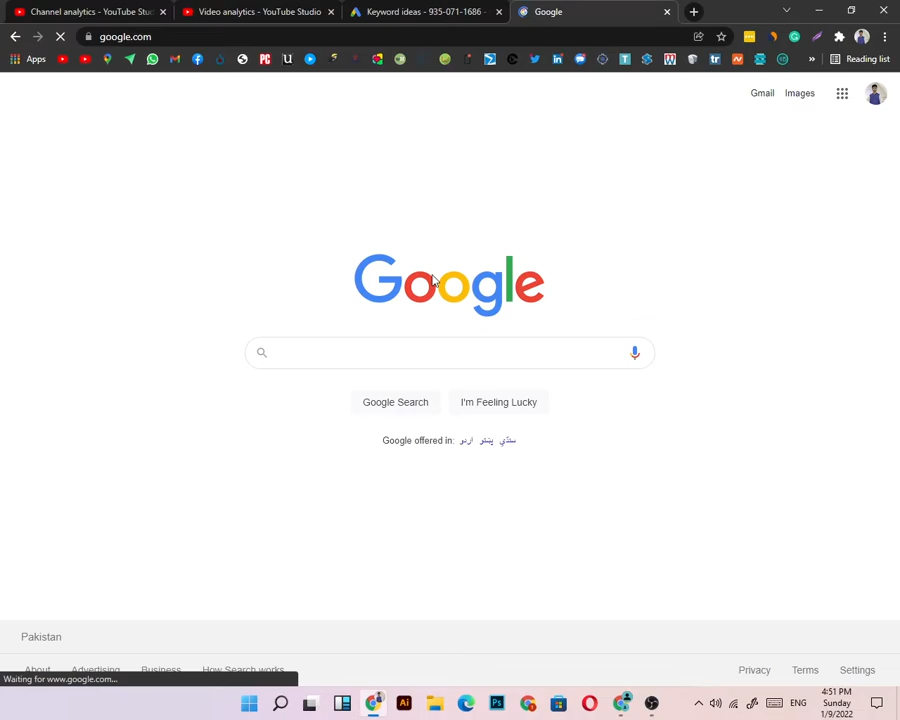 Channel analytics - YouTube Stu
Video analytics - YouTube Studio
Keyword ideas - 935-071-1686 -
Google
google.com
Apps
Reading list
Gmail Images
Google
Google Search
I'm Feeling Lucky
Google offered in: اردو پښتو سنڌي
Pakistan
About Advertising Business How Search works
Privacy Terms Settings
Waiting for www.google.com...
ENG
4:51 PM
Sunday
1/9/2022